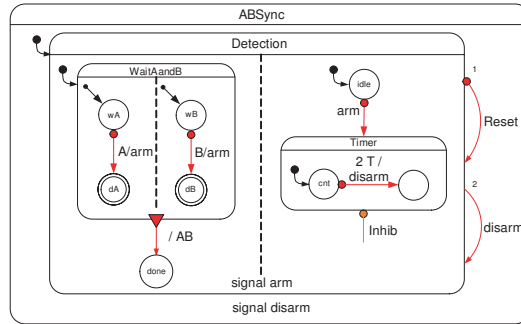 ABSync
Detection
WaitAandB
wA
wB
A/arm
B/arm
dA
dB
/ AB
done
idle
arm
Timer
2 T /
disarm
cnt
Inhib
1
Reset
2
disarm
signal arm
signal disarm